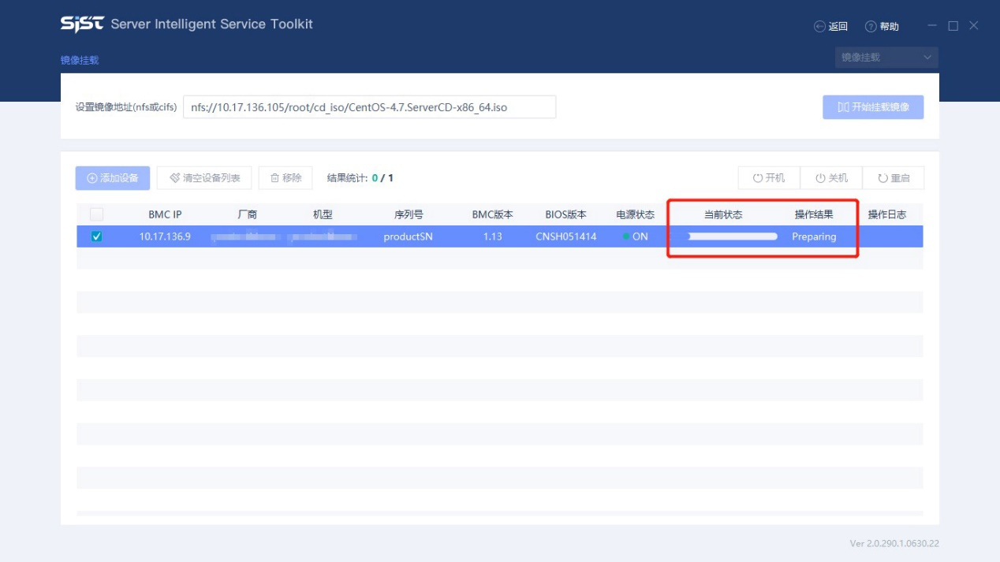 SJST Server Intelligent Service Toolkit
返回 帮助
镜像挂载
镜像挂载
设置镜像地址(nfs或cifs) nfs://10.17.136.105/root/cd_iso/CentOS-4.7.ServerCD-x86_64.iso 开始挂载镜像
添加设备 清空设备列表 移除 结果统计: 0 / 1 开机 关机 重启
BMC IP 厂商 机型 序列号 BMC版本 BIOS版本 电源状态 当前状态 操作结果 操作日志
10.17.136.9 productSN 1.13 CNSH051414 ON Preparing
Ver 2.0.290.1.0630.22